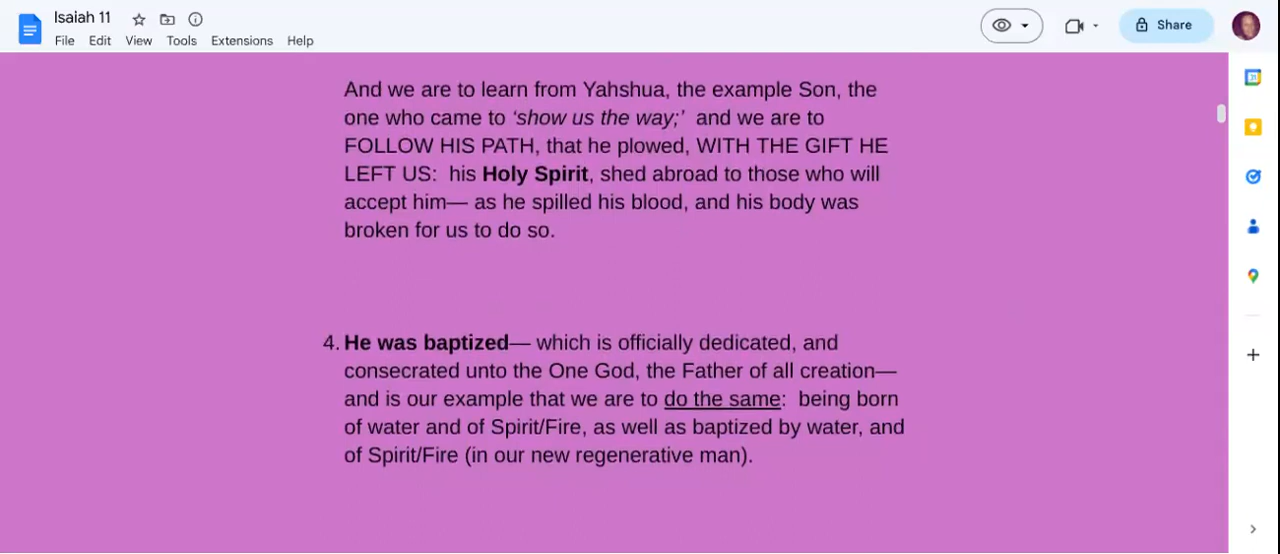 Isaiah 11
File Edit View Tools Extensions Help
Share
And we are to learn from Yahshua, the example Son, the
one who came to ‘show us the way;’ and we are to
FOLLOW HIS PATH, that he plowed, WITH THE GIFT HE
LEFT US: his Holy Spirit, shed abroad to those who will
accept him— as he spilled his blood, and his body was
broken for us to do so.
4. He was baptized— which is officially dedicated, and
consecrated unto the One God, the Father of all creation—
and is our example that we are to do the same: being born
of water and of Spirit/Fire, as well as baptized by water, and
of Spirit/Fire (in our new regenerative man).